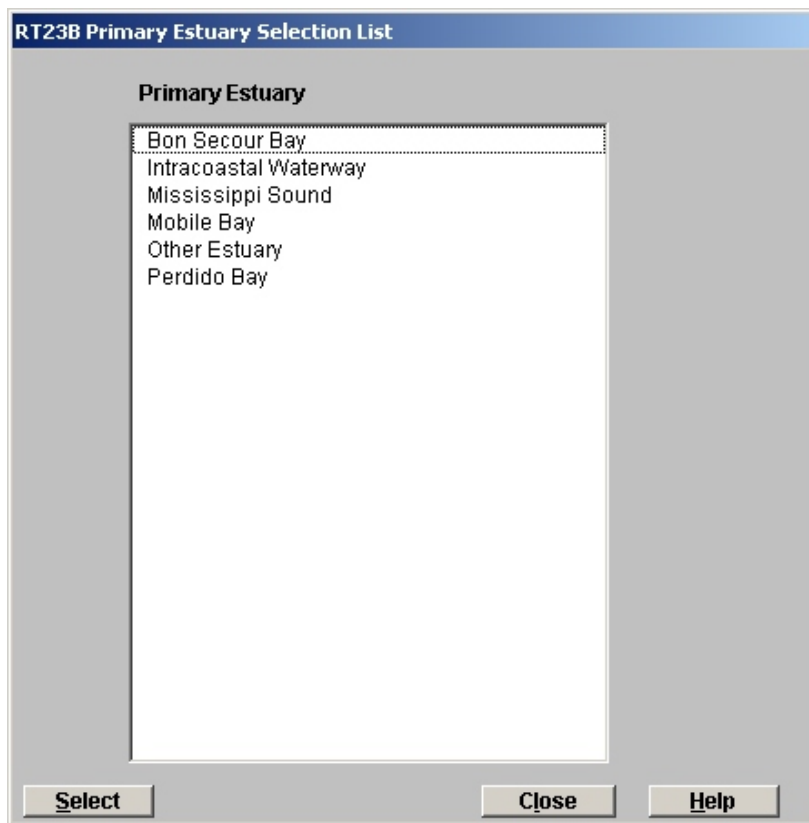 RT23B Primary Estuary Selection List
Primary Estuary
Bon Secour Bay
Intracoastal Waterway
Mississippi Sound
Mobile Bay
Other Estuary
Perdido Bay
Select Close Help